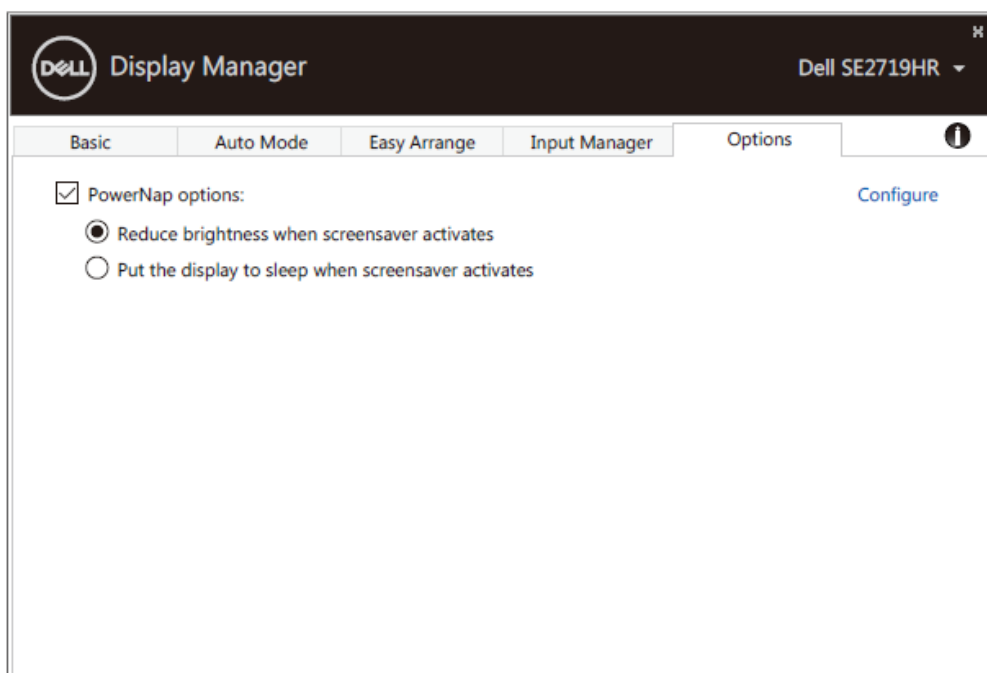 DELL Display Manager
Dell SE2719HR
Basic Auto Mode Easy Arrange Input Manager Options
PowerNap options: Configure
Reduce brightness when screensaver activates
Put the display to sleep when screensaver activates